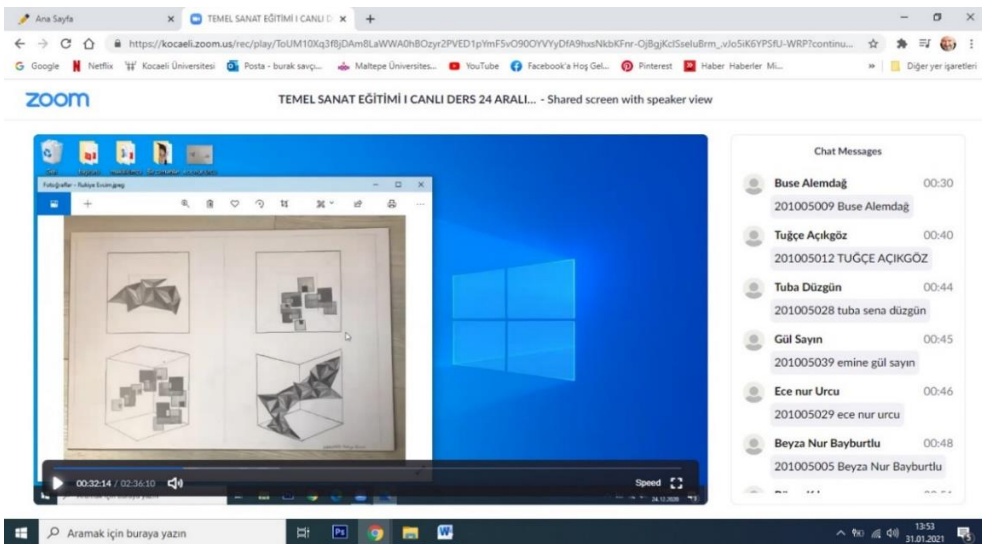 Ana Sayfa
TEMEL SANAT EĞİTİMİ I CANLI D
https://kocaeli.zoom.us/rec/play/
Google
Netflix
Kocaeli Üniversitesi
Posta - burak savçı...
Maltepe Üniversites...
YouTube
Facebook'a Hoş Gel...
Pinterest
Haber Haberler Mi...
Diğer yer işaretleri
zoom
TEMEL SANAT EĞİTİMİ I CANLI DERS 24 ARALI... - Shared screen with speaker view
Chat Messages
Buse Alemdağ 00:30
201005009 Buse Alemdağ
Tuğçe Açıkgöz 00:40
201005012 TUĞÇE AÇIKGÖZ
Tuba Düzgün 00:44
201005028 tuba sena düzgün
Gül Sayın 00:45
201005039 emine gül sayın
Ece nur Urcu 00:46
201005029 ece nur urcu
Beyza Nur Bayburtlu 00:48
201005005 Beyza Nur Bayburtlu
00:32:14 / 02:36:10
Speed
24.12.2020
Aramak için buraya yazın
Ps
W
13:53
31.01.2021